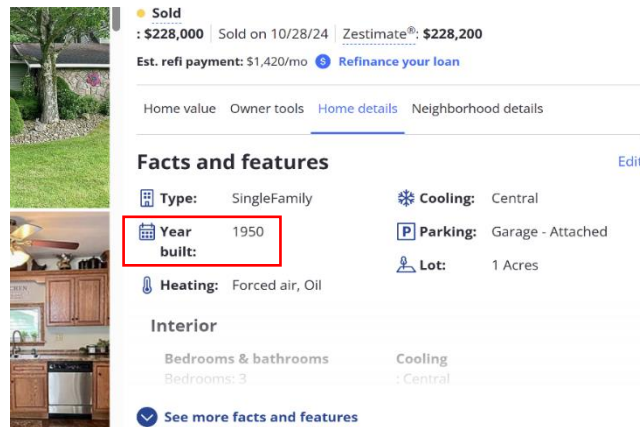 Sold
: $228,000 Sold on 10/28/24 Zestimate®: $228,200
Est. refi payment: $1,420/mo $ Refinance your loan
Home value Owner tools Home details Neighborhood details
Facts and features Edit
Type: SingleFamily Cooling: Central
Year built: 1950 P Parking: Garage - Attached
Heating: Forced air, Oil Lot: 1 Acres
Interior
Bedrooms & bathrooms Cooling
Bedrooms: 3 : Central
See more facts and features